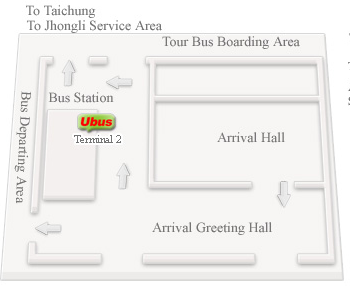 To Taichung
To Jhongli Service Area
Tour Bus Boarding Area
Bus Station
Ubus
Terminal 2
Bus Departing Area
Arrival Hall
Arrival Greeting Hall